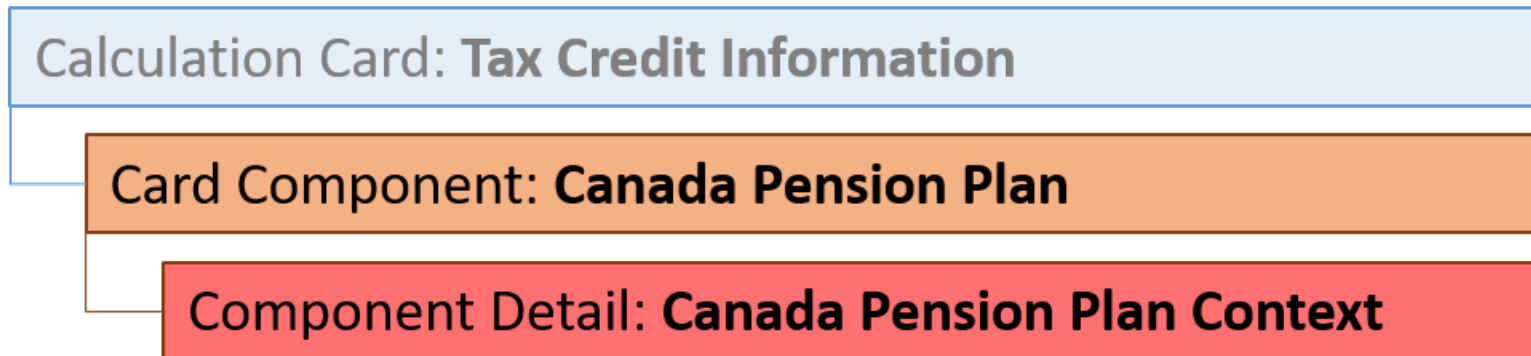 Calculation Card: Tax Credit Information
Card Component: Canada Pension Plan
Component Detail: Canada Pension Plan Context